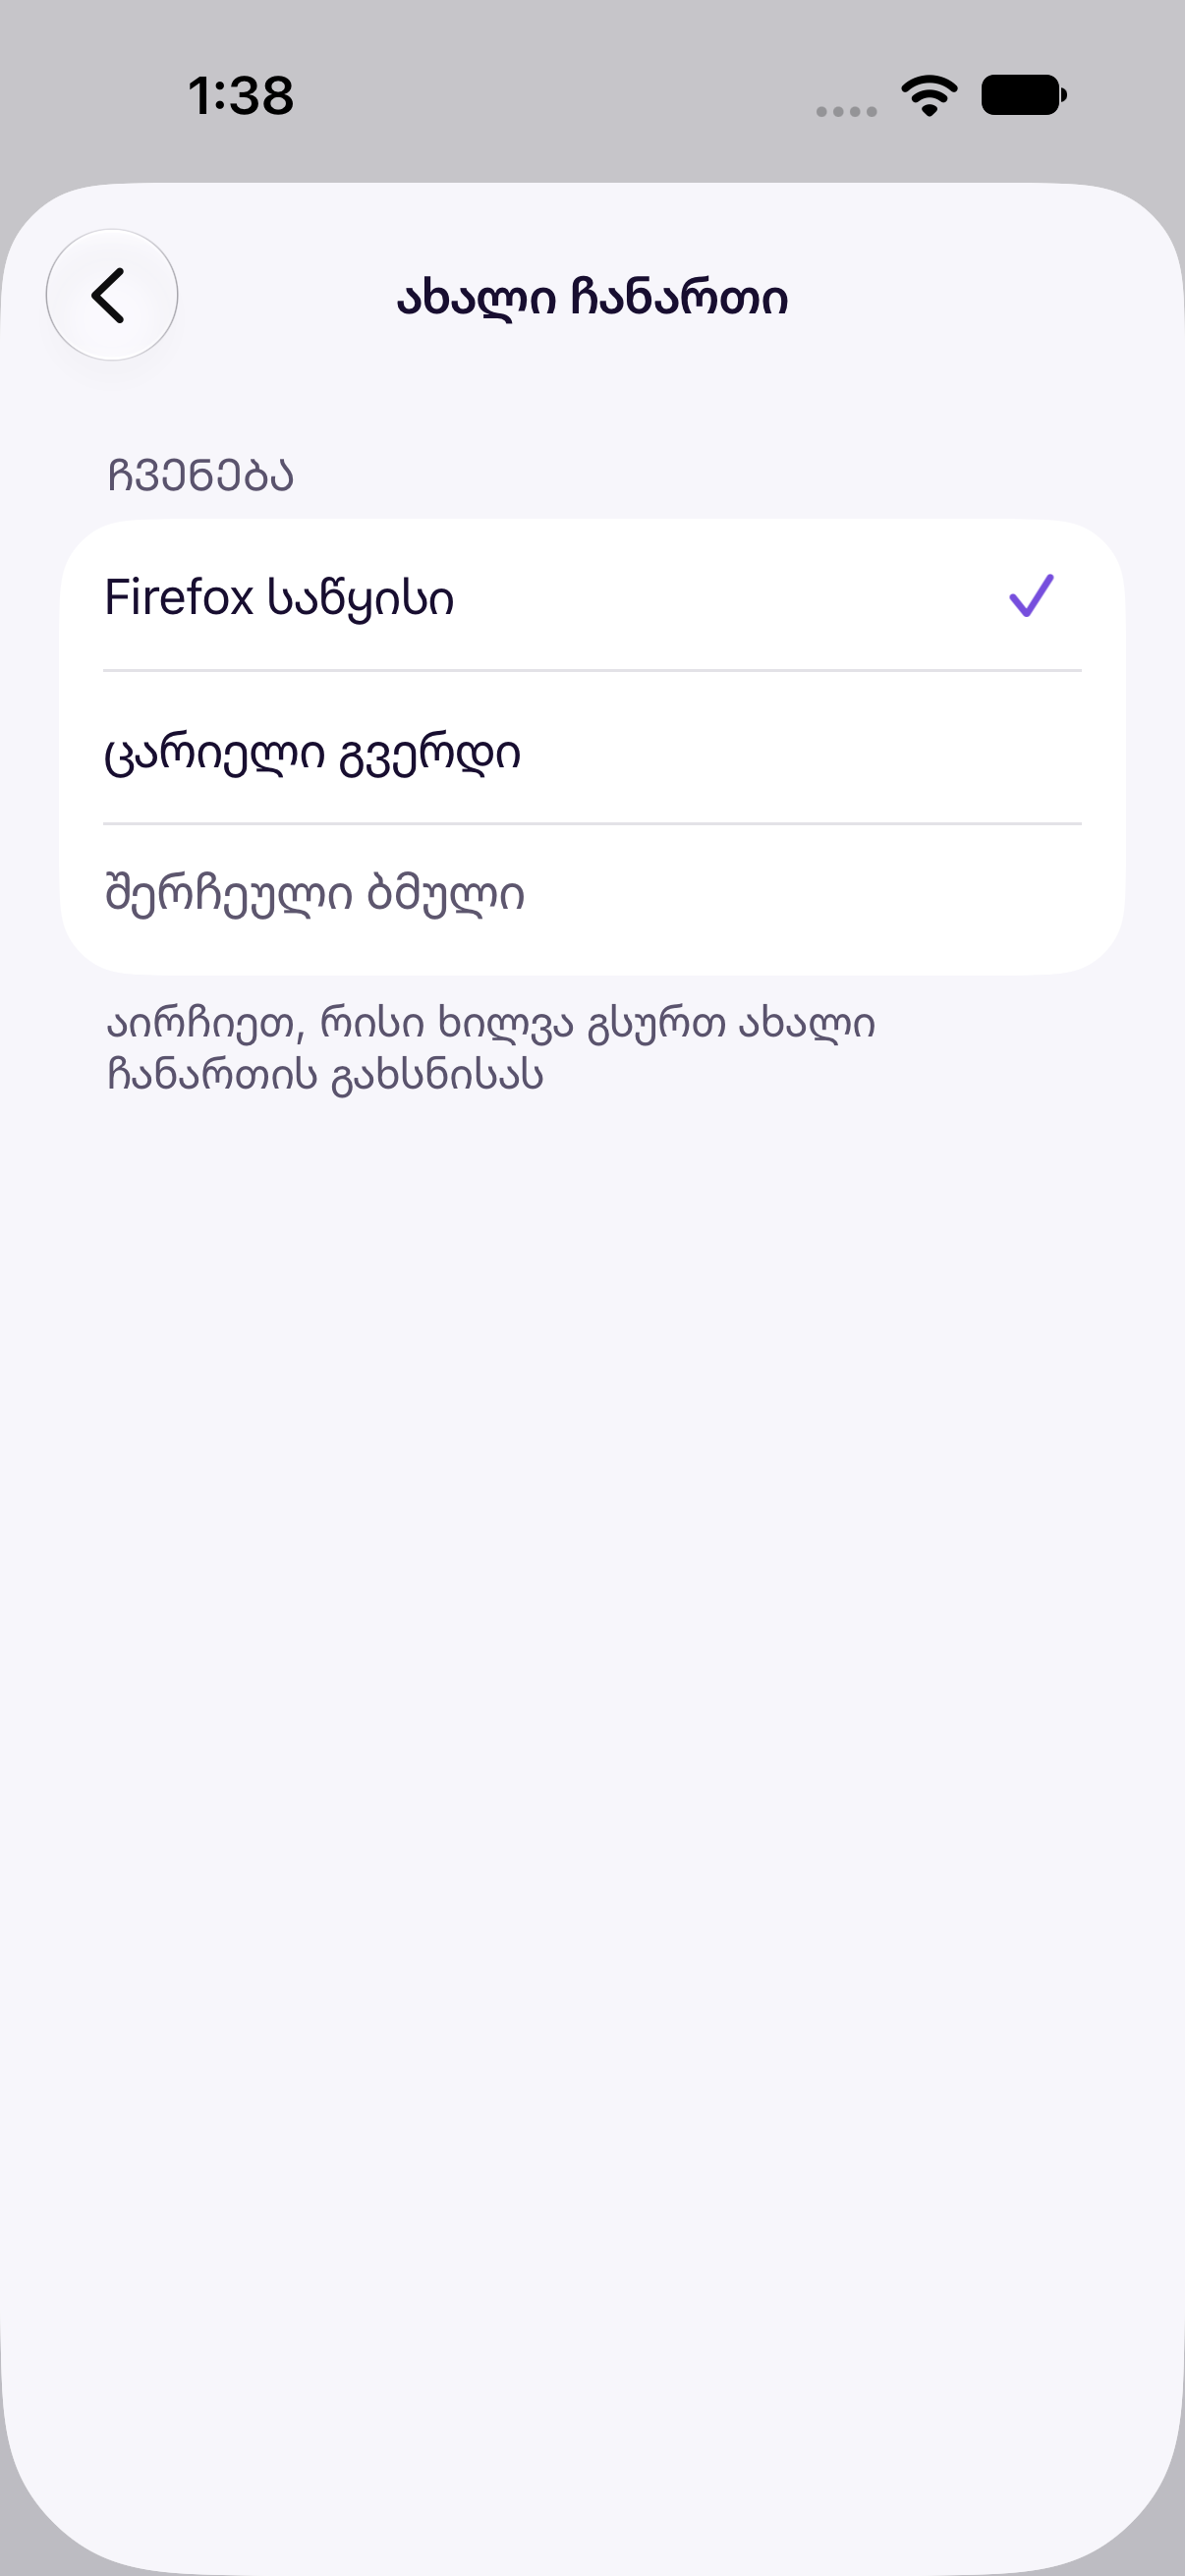 1:38
ახალი ჩანართი
ᲩᲕᲔᲜᲔᲑᲐ
Firefox საწყისი
ცარიელი გვერდი
შერჩეული ბმული
აირჩიეთ, რისი ხილვა გსურთ ახალი
ჩანართის გახსნისას